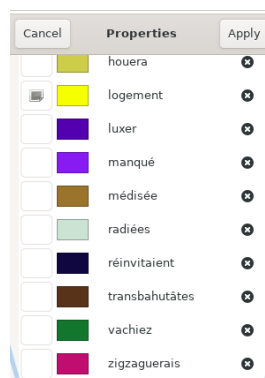 Cancel Properties Apply
houera
logement
luxer
manqué
médisée
radiées
réinvitaient
transbahutâtes
vachiez
zigzaguerais